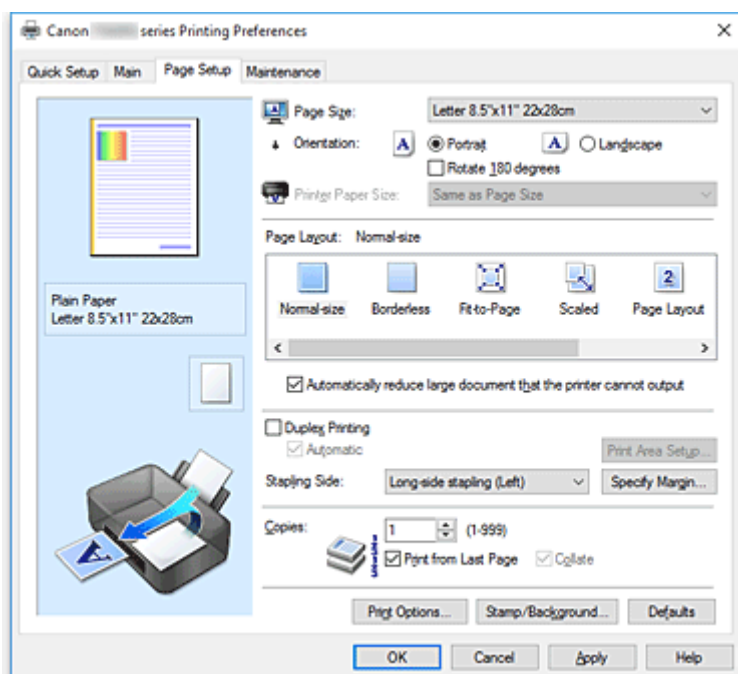 Canon series Printing Preferences
Quick Setup Main Page Setup Maintenance
Page Size: Letter 8.5"x11" 22x28cm
Orientation: A Portrait A Landscape
Rotate 180 degrees
Printer Paper Size: Same as Page Size
Page Layout: Normal-size
Normal-size Borderless Fit-to-Page Scaled Page Layout
Plain Paper
Letter 8.5"x11" 22x28cm
Automatically reduce large document that the printer cannot output
Duplex Printing
Automatic Print Area Setup...
Stapling Side: Long-side stapling (Left) Specify Margin...
Copies: 1 (1-999)
Print from Last Page Collate
Print Options... Stamp/Background... Defaults
OK Cancel Apply Help